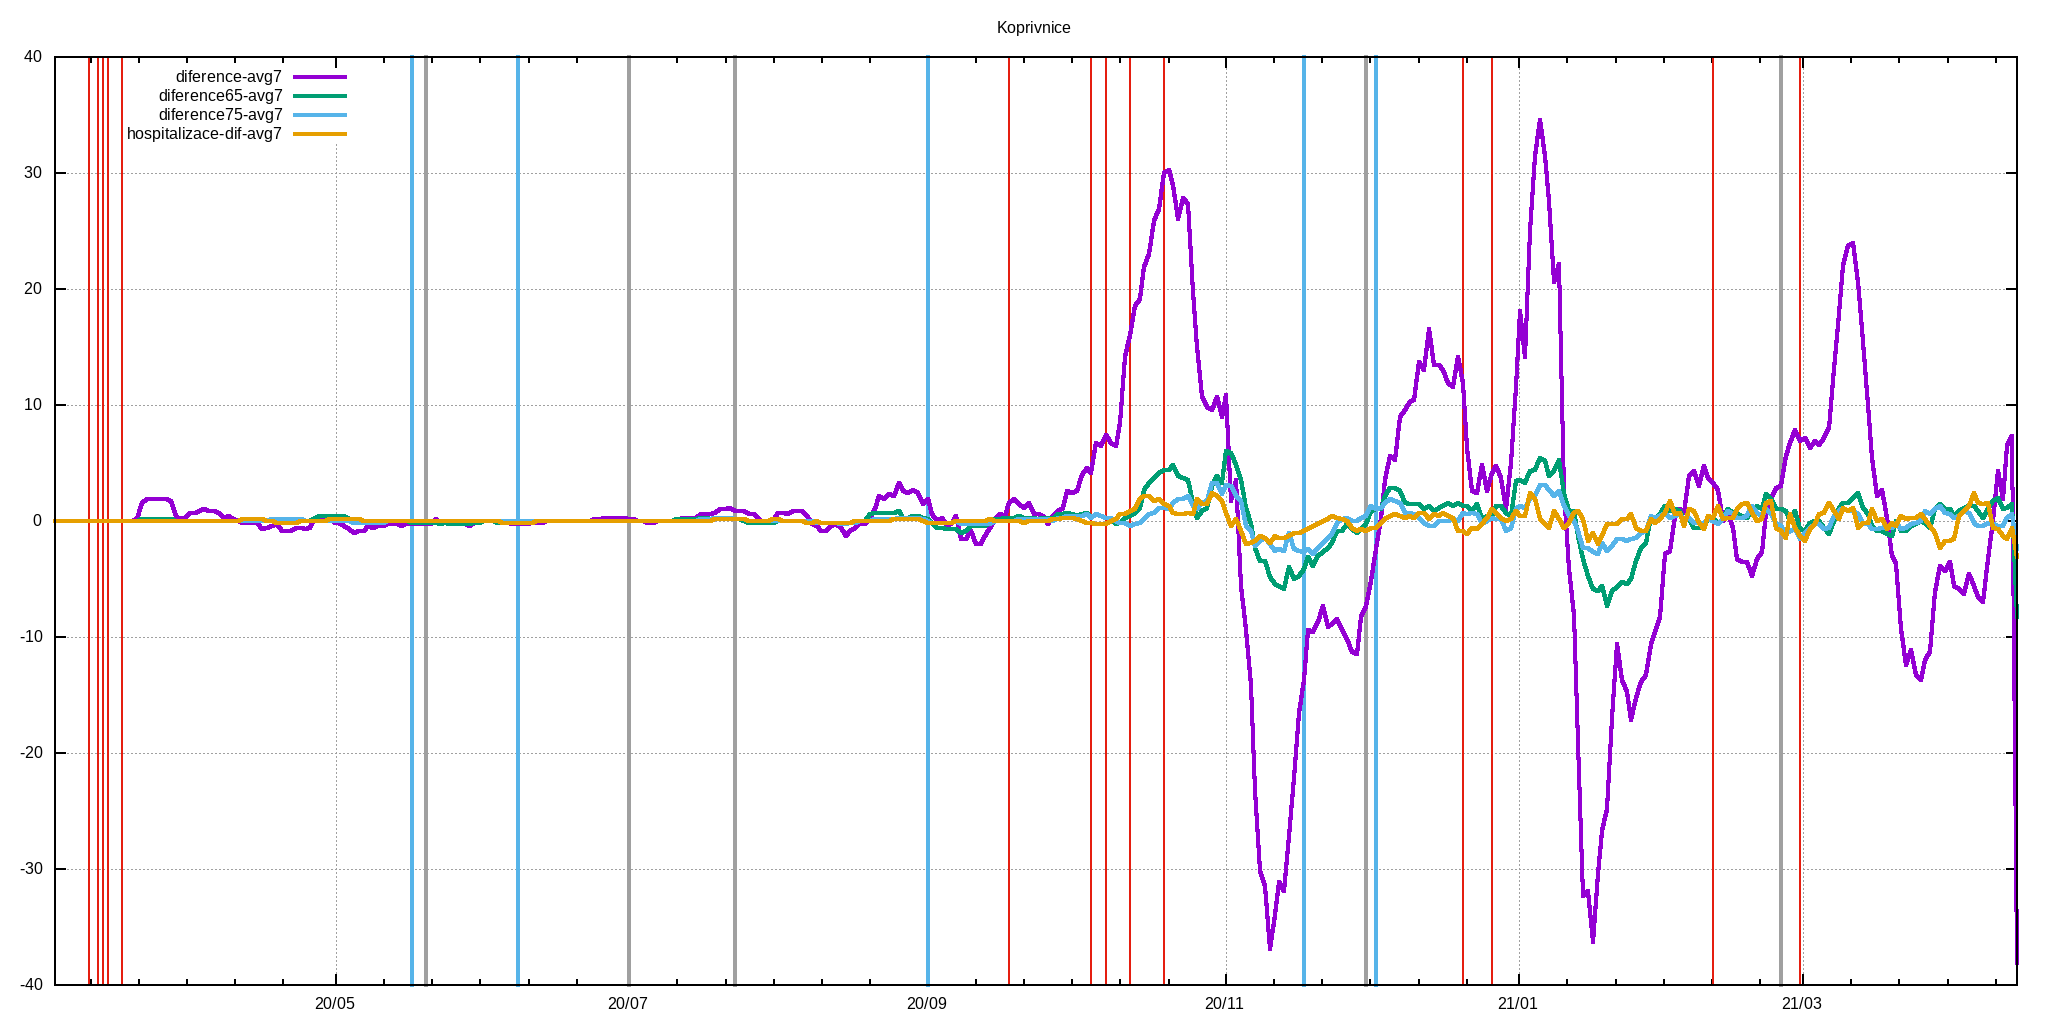 Koprivnice
diference-avg7
diference65-avg7
diference75-avg7
hospitalizace-dif-avg7
40
30
20
10
0
-10
-20
-30
-40
20/05 20/07 20/09 20/11 21/01 21/03